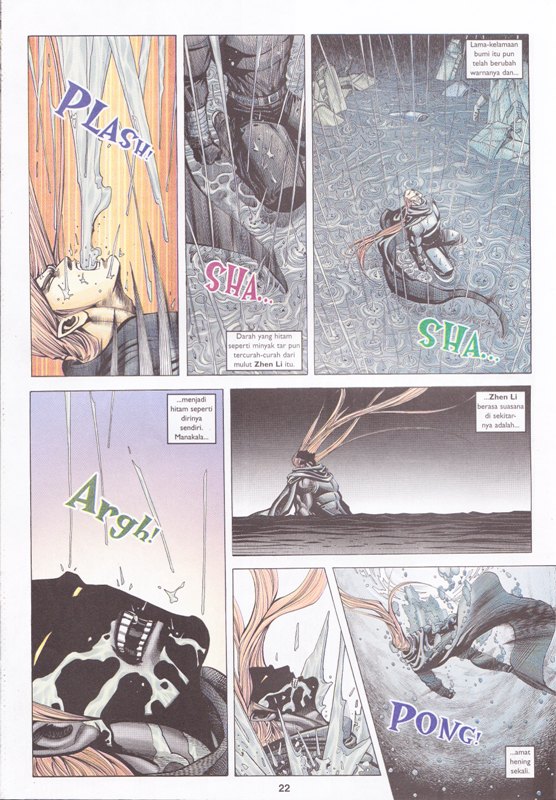 PLASH!
SHA...
Darah yang hitam
seperti minyak tar pun
tercurah-curah dari
mulut Zhen Li itu.
Lama-kelamaan
bumi itu pun
telah berubah
warnanya dan...
SHA...
...menjadi
hitam seperti
dirinya
sendiri.
Manakala...
Argh!
...Zhen Li
berasa suasana
di sekitar-
nya adalah...
PONG!
...amat
hening
sekali.
22